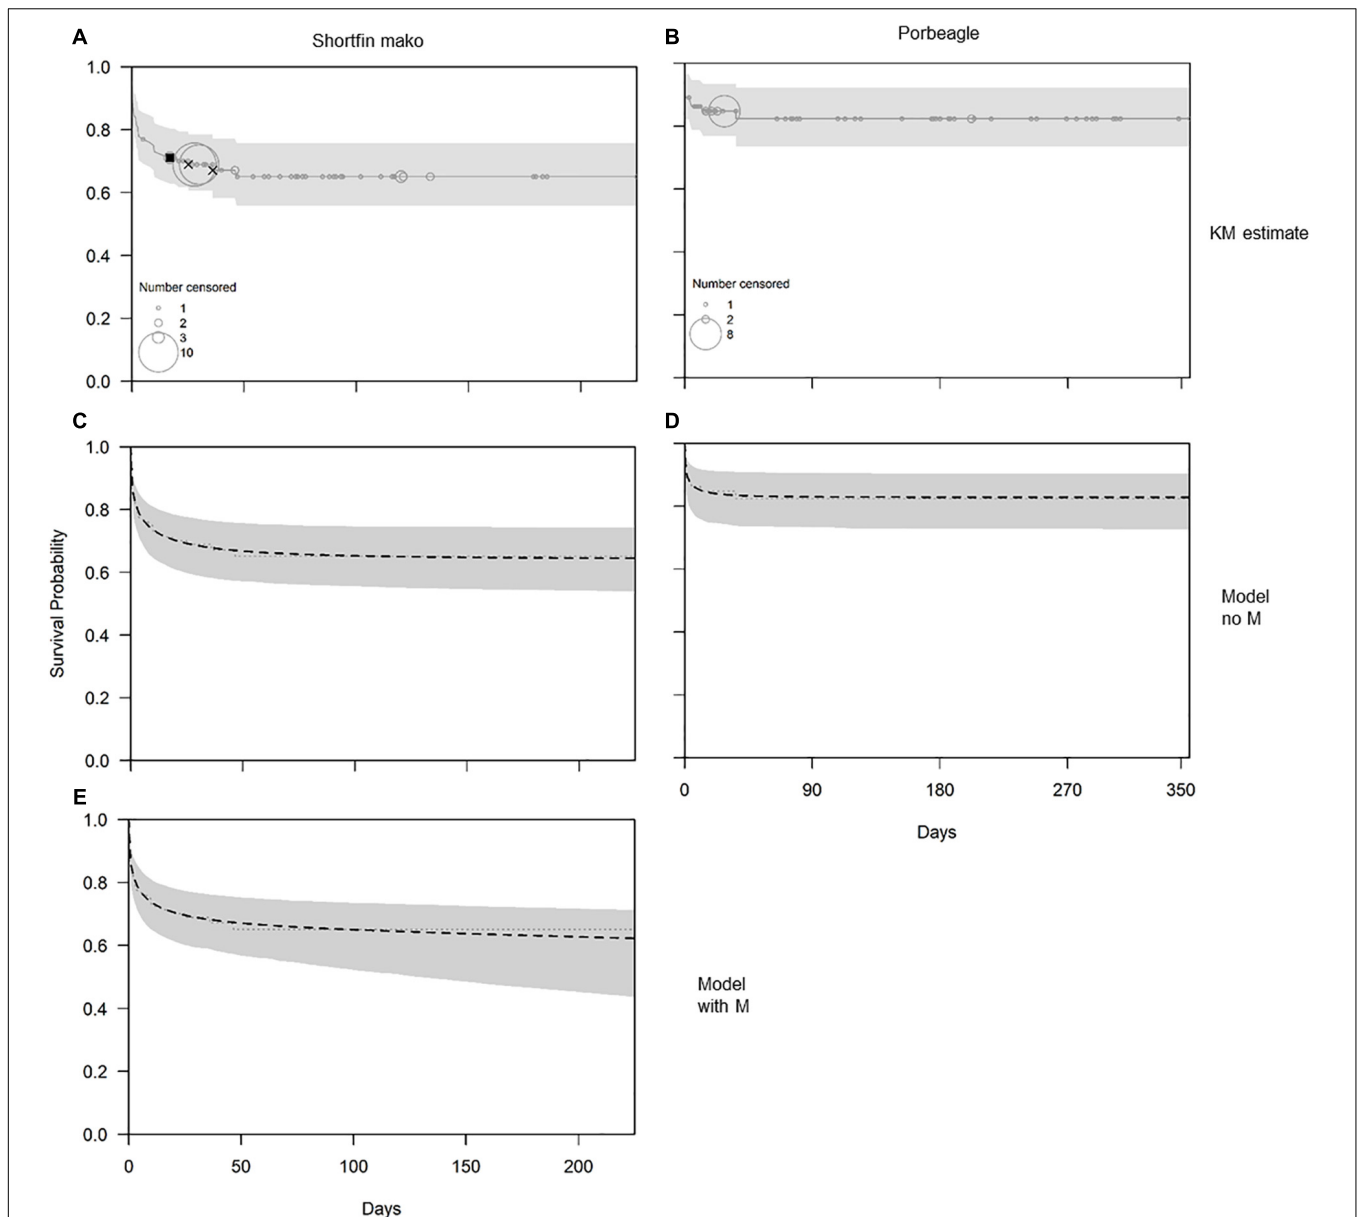 A
Shortfin mako
B
Porbeagle
1.0
0.8
0.6
0.4
0.2
0.0
Number censored
1
2
3
10
Number censored
1
2
8
KM estimate
C
D
1.0
0.8
0.6
0.4
0.2
0.0
Survival Probability
Model
no M
0 90 180 270 350
Days
E
1.0
0.8
0.6
0.4
0.2
0.0
0 50 100 150 200
Days
Model
with M